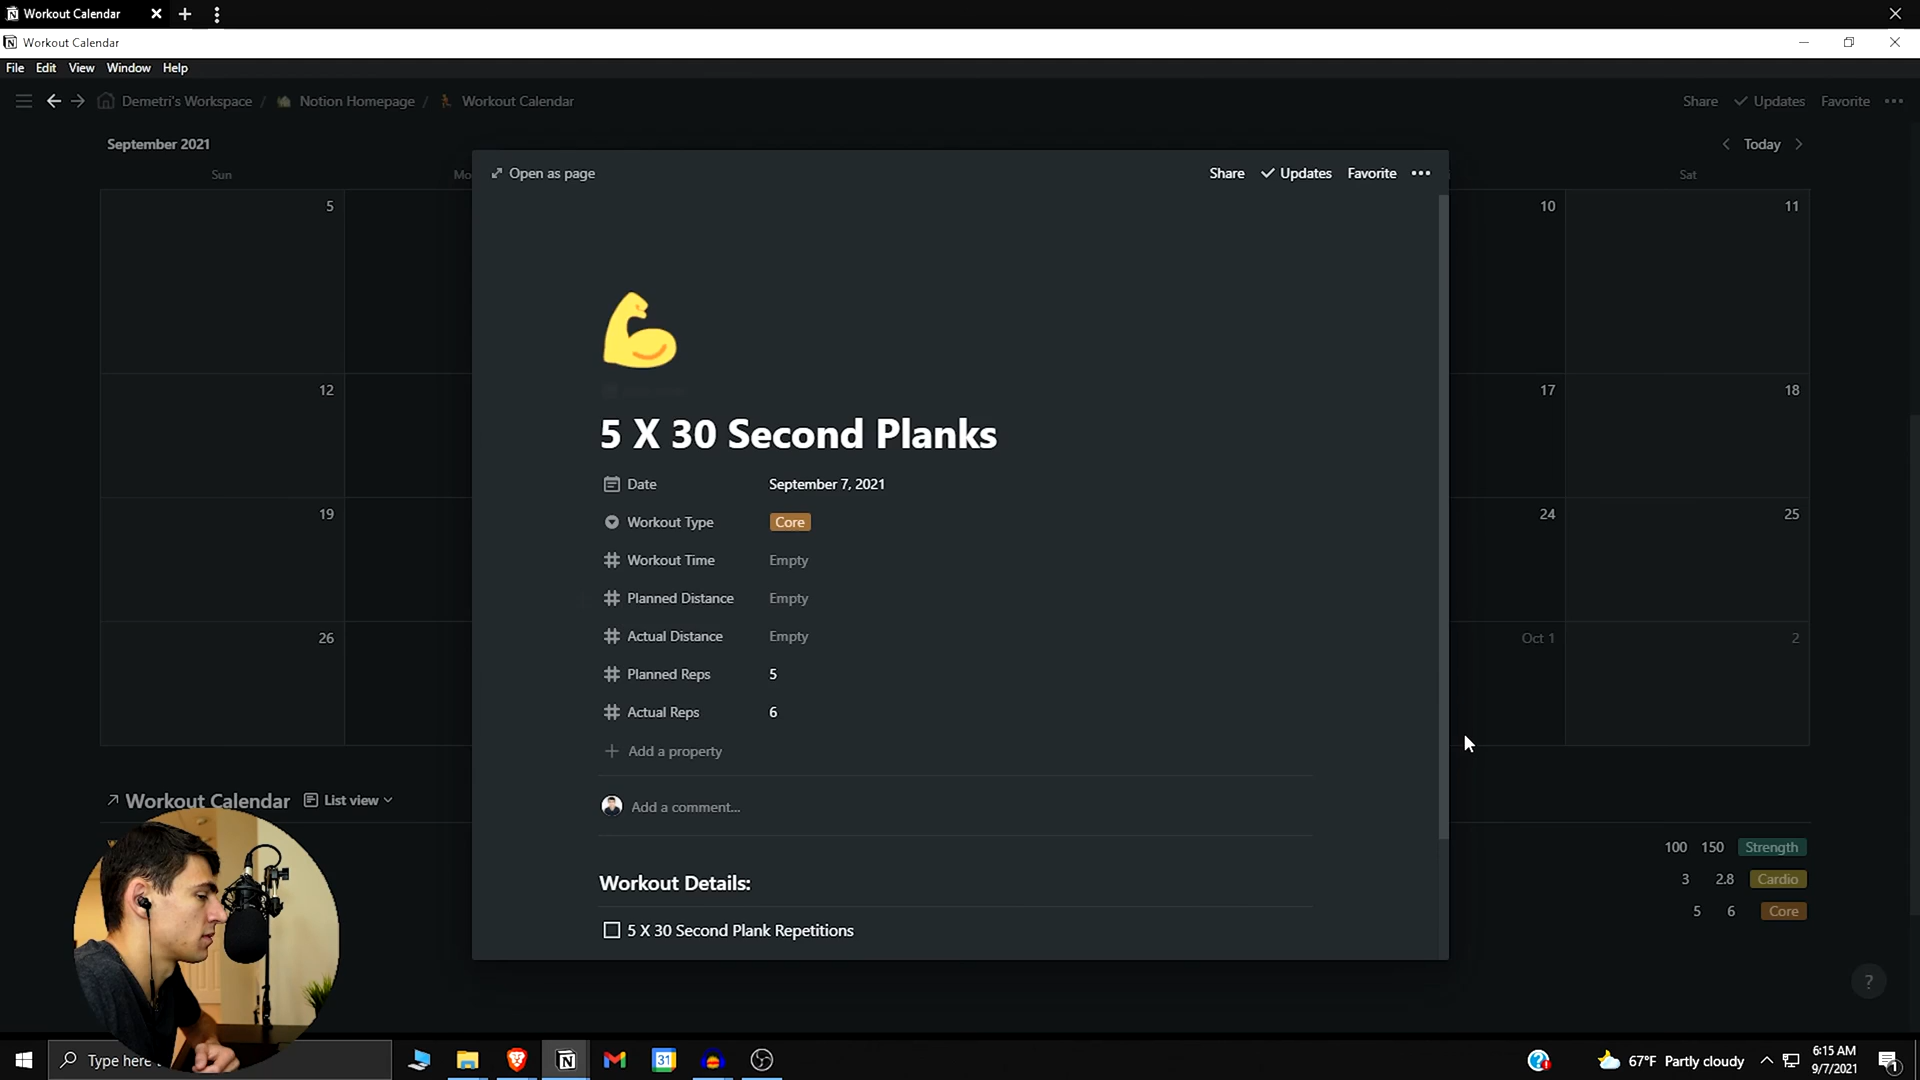 Workout Calendar
Workout Calendar
File Edit View Window Help
Demetri's Workspace / Notion Homepage / Workout Calendar
Share Updates Favorite
September 2021
Today
Sun Mo Sat
5 10 11
12 17 18
19 24 25
26 Oct 1 2
Open as page
Share Updates Favorite
5 X 30 Second Planks
Date September 7, 2021
Workout Type Core
Workout Time Empty
Planned Distance Empty
Actual Distance Empty
Planned Reps 5
Actual Reps 6
Add a property
Add a comment...
Workout Details:
5 X 30 Second Plank Repetitions
Workout Calendar List view
100 150 Strength
3 2.8 Cardio
5 6 Core
?
Type here
31
67°F Partly cloudy
6:15 AM
9/7/2021
1